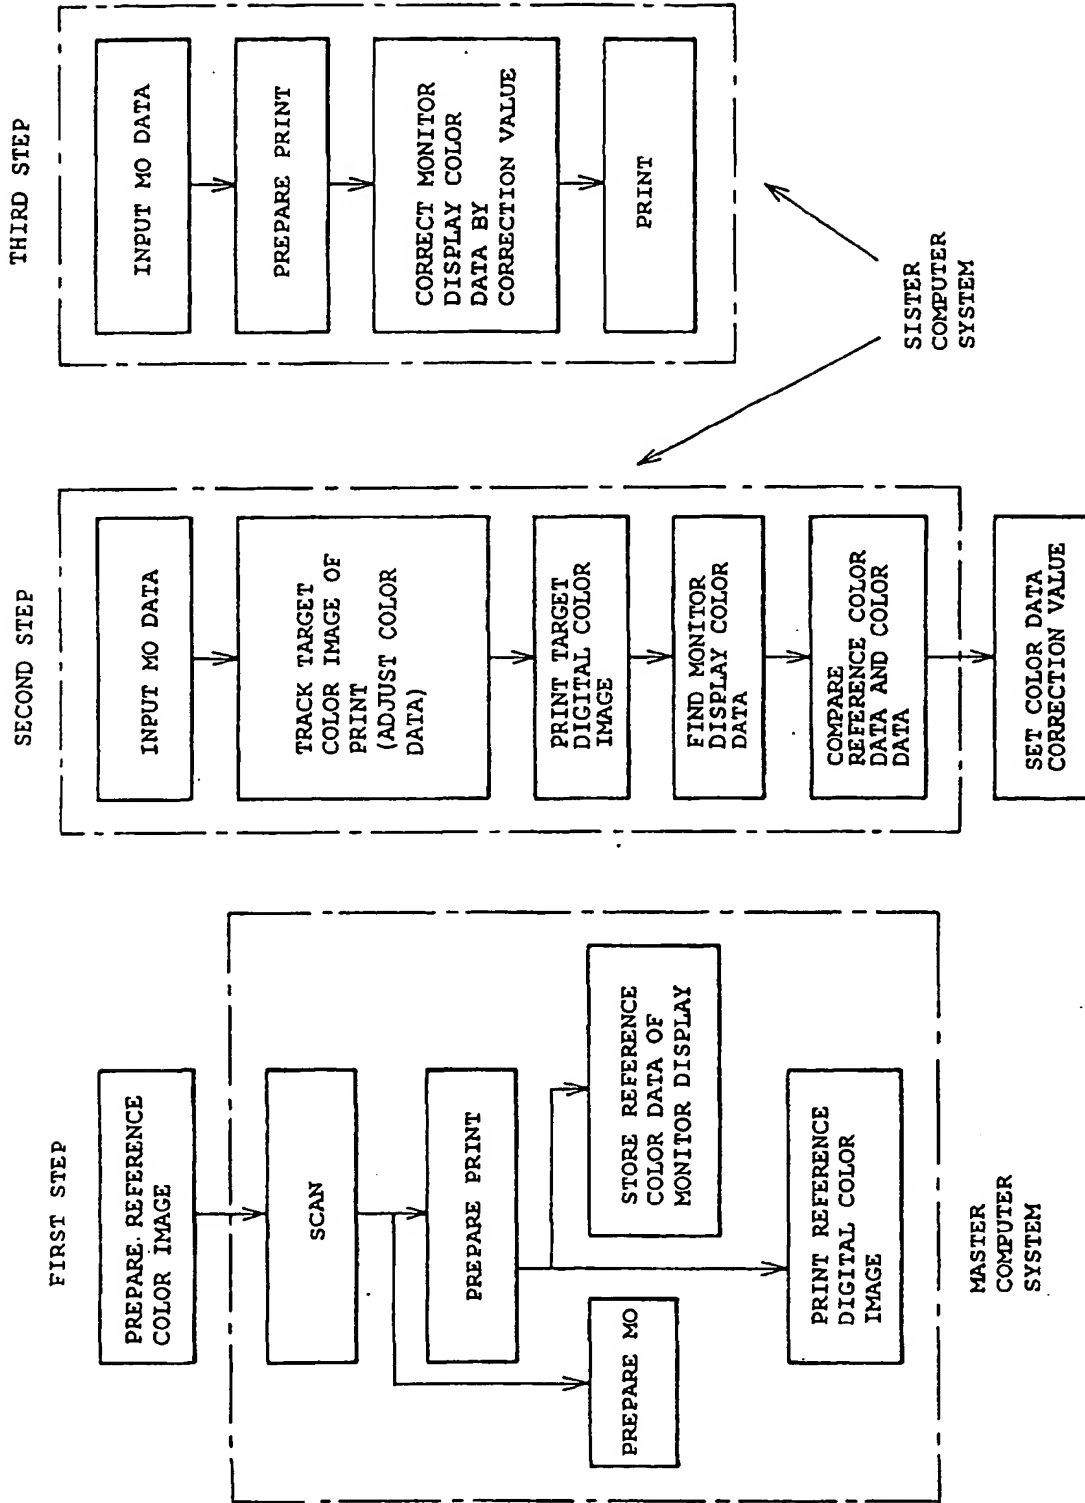 FIRST STEP
PREPARE. REFERENCE
COLOR IMAGE
SCAN
PREPARE PRINT
PREPARE MO
STORE REFERENCE
COLOR DATA OF
MONITOR DISPLAY
PRINT REFERENCE
DIGITAL COLOR
IMAGE
MASTER
COMPUTER
SYSTEM
SECOND STEP
INPUT MO DATA
TRACK TARGET
COLOR IMAGE OF
PRINT
(ADJUST COLOR
DATA)
PRINT TARGET
DIGITAL COLOR
IMAGE
FIND MONITOR
DISPLAY COLOR
DATA
COMPARE
REFERENCE COLOR
DATA AND COLOR
DATA
SET COLOR DATA
CORRECTION VALUE
THIRD STEP
INPUT MO DATA
PREPARE PRINT
CORRECT MONITOR
DISPLAY COLOR
DATA BY
CORRECTION VALUE
PRINT
SISTER
COMPUTER
SYSTEM